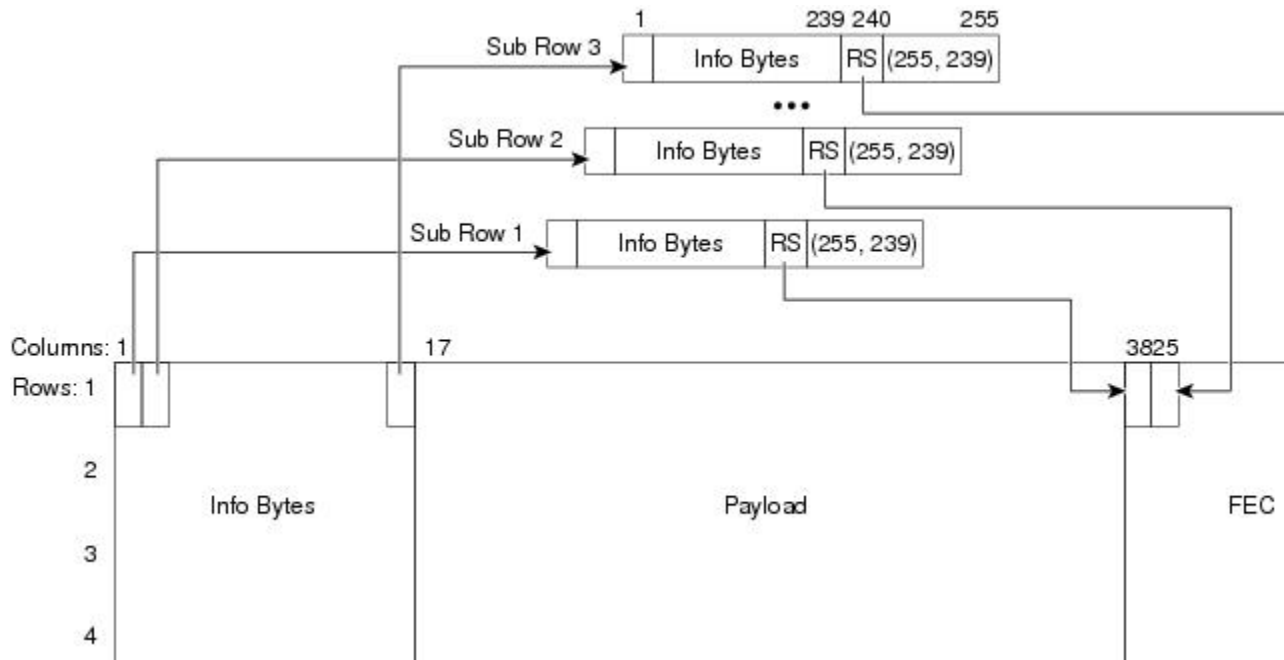 1 239 240 255
Sub Row 3 Info Bytes RS (255, 239)
•••
Sub Row 2 Info Bytes RS (255, 239)
Sub Row 1 Info Bytes RS (255, 239)
Columns: 1 17 3825
Rows: 1
2
Info Bytes Payload FEC
3
4